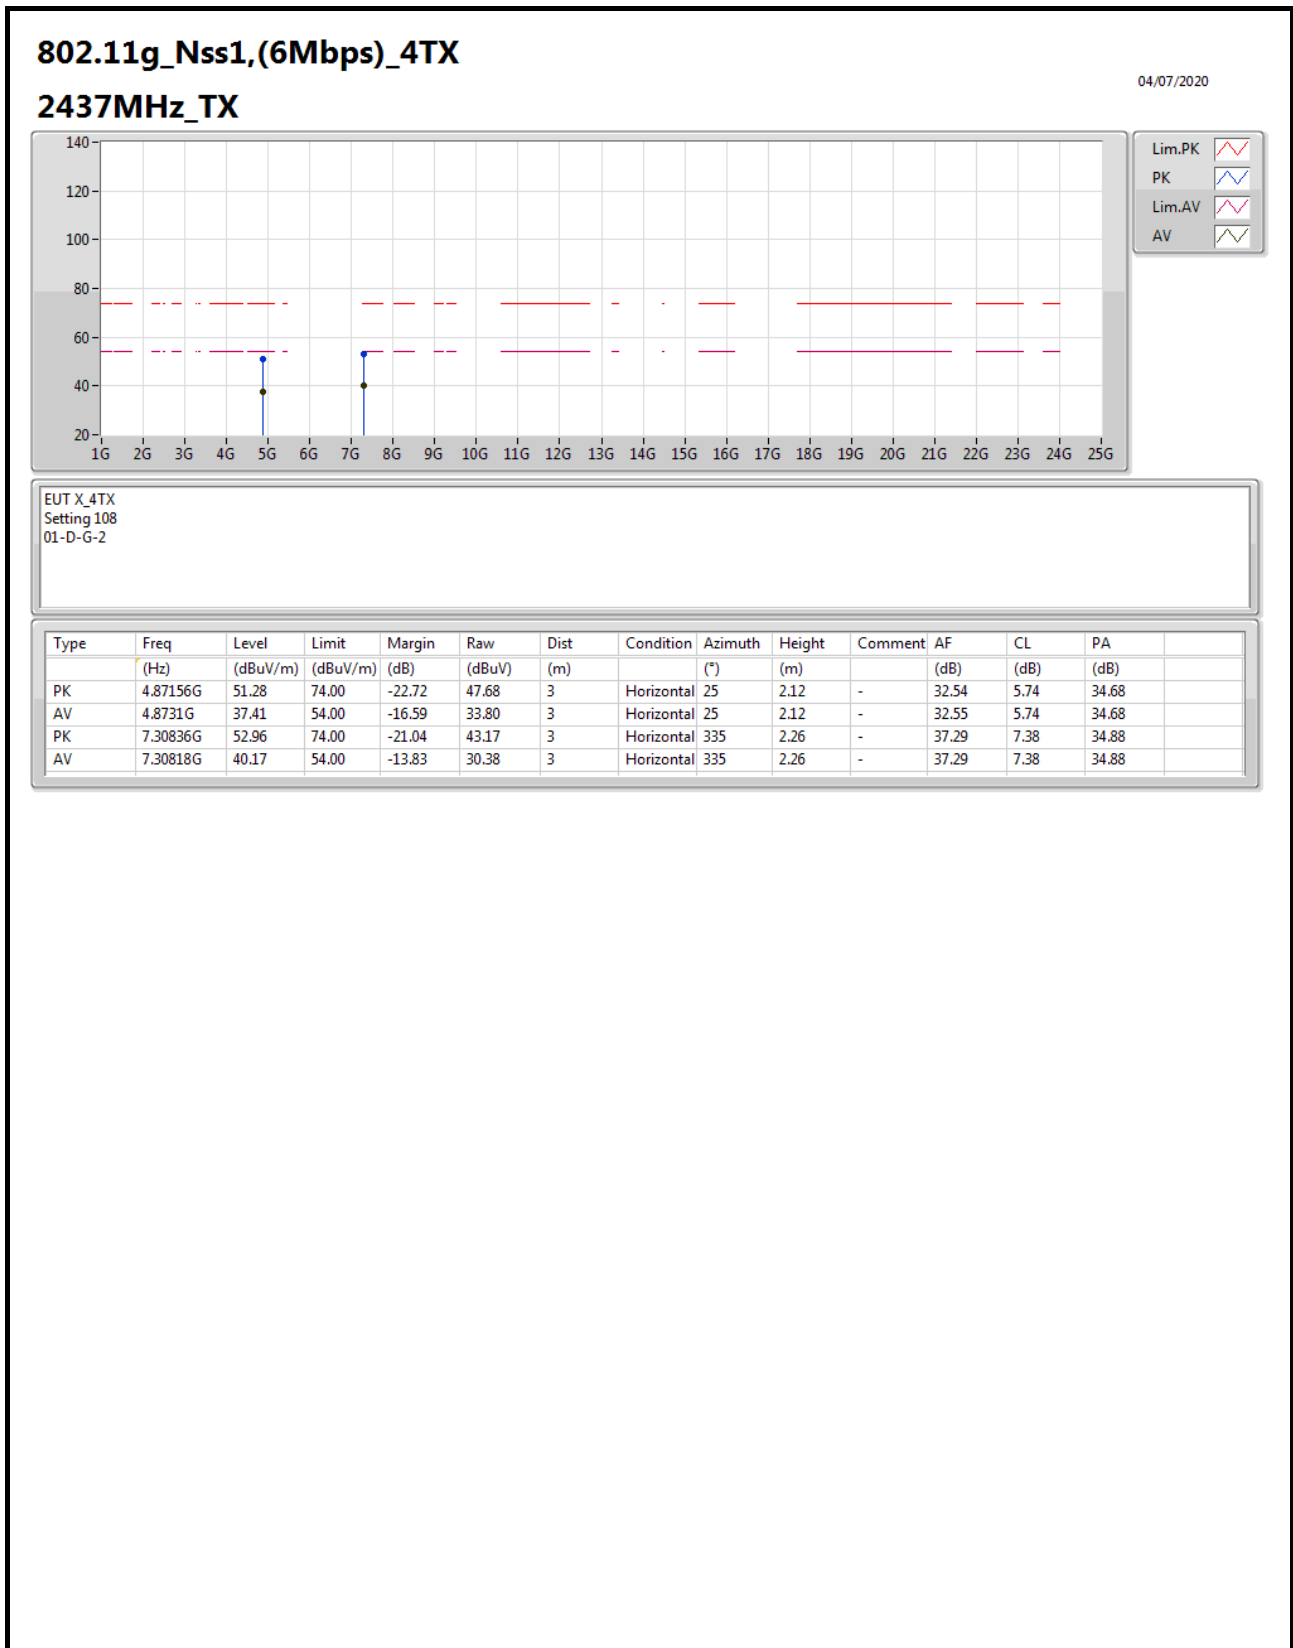 802.11g_Nss1,(6Mbps)_4TX
04/07/2020
2437MHz_TX
140
120
100
80
60
40
20
1G 2G 3G 4G 5G 6G 7G 8G 9G 10G 11G 12G 13G 14G 15G 16G 17G 18G 19G 20G 21G 22G 23G 24G 25G
Lim.PK
PK
Lim.AV
AV
EUT X_4TX
Setting 108
01-D-G-2
Type Freq Level Limit Margin Raw Dist Condition Azimuth Height Comment AF CL PA
(Hz) (dBuV/m) (dBuV/m) (dB) (dBuV) (m) (°) (m) (dB) (dB) (dB)
PK 4.87156G 51.28 74.00 -22.72 47.68 3 Horizontal 25 2.12 - 32.54 5.74 34.68
AV 4.8731G 37.41 54.00 -16.59 33.80 3 Horizontal 25 2.12 - 32.55 5.74 34.68
PK 7.30836G 52.96 74.00 -21.04 43.17 3 Horizontal 335 2.26 - 37.29 7.38 34.88
AV 7.30818G 40.17 54.00 -13.83 30.38 3 Horizontal 335 2.26 - 37.29 7.38 34.88